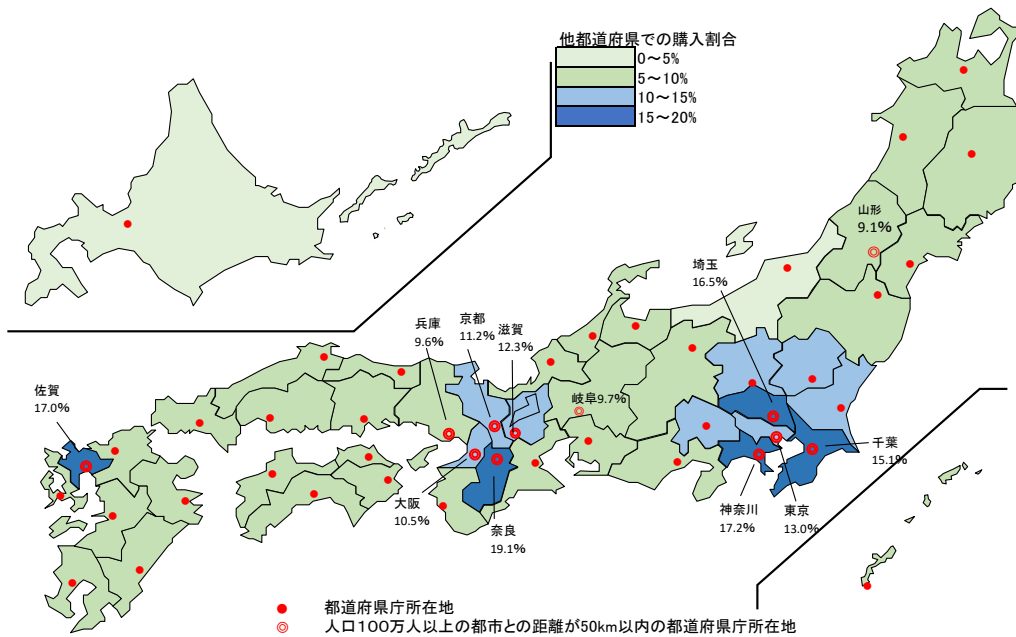 他都道府県での購入割合
0～5%
5～10%
10～15%
15～20%
山形
9.1%
埼玉
16.5%
兵庫
9.6%
京都
11.2%
滋賀
12.3%
佐賀
17.0%
岐阜9.7%
千葉
15.1%
大阪
10.5%
奈良
19.1%
神奈川
17.2%
東京
13.0%
都道府県庁所在地
人口100万人以上の都市との距離が50km以内の都道府県庁所在地